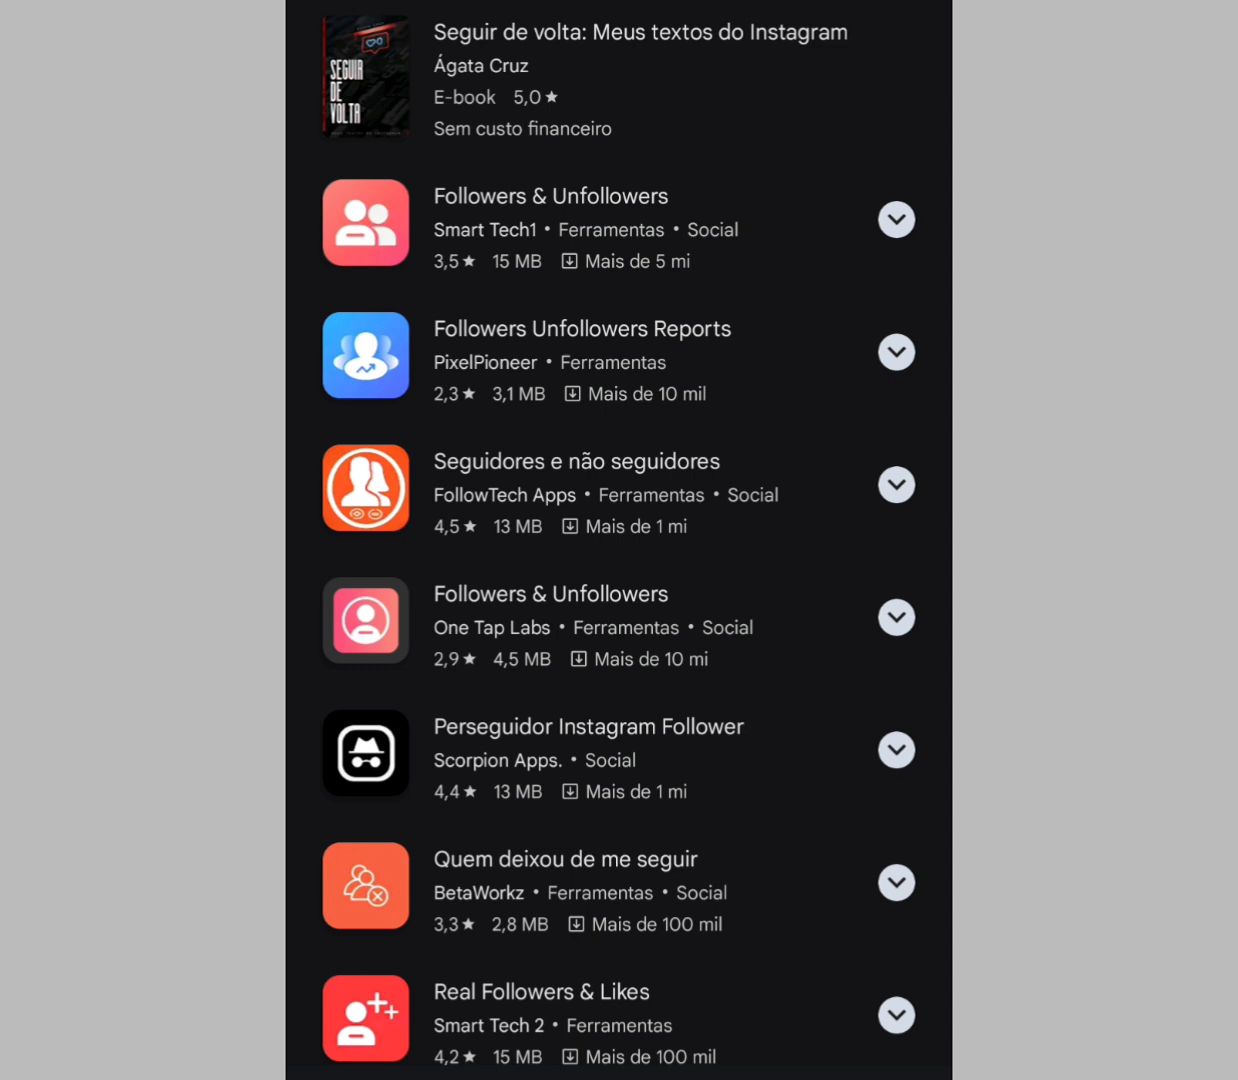 SEGUIR
DE
VOLTA
Seguir de volta: Meus textos do Instagram
Ágata Cruz
E-book 5,0★
Sem custo financeiro
Followers & Unfollowers
Smart Tech1 • Ferramentas • Social
3,5★ 15 MB Mais de 5 mi
Followers Unfollowers Reports
PixelPioneer • Ferramentas
2,3★ 3,1 MB Mais de 10 mil
Seguidores e não seguidores
FollowTech Apps • Ferramentas • Social
4,5★ 13 MB Mais de 1 mi
Followers & Unfollowers
One Tap Labs • Ferramentas • Social
2,9★ 4,5 MB Mais de 10 mi
Perseguidor Instagram Follower
Scorpion Apps. • Social
4,4★ 13 MB Mais de 1 mi
Quem deixou de me seguir
BetaWorkz • Ferramentas • Social
3,3★ 2,8 MB Mais de 100 mil
Real Followers & Likes
Smart Tech 2 • Ferramentas
4,2★ 15 MB Mais de 100 mil